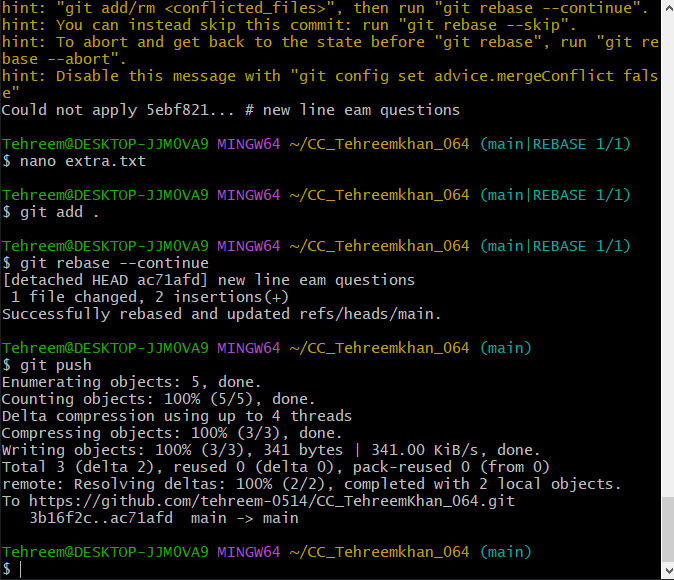 hint: "git add/rm <conflicted_files>", then run "git rebase --continue".
hint: You can instead skip this commit: run "git rebase --skip".
hint: To abort and get back to the state before "git rebase", run "git re
base --abort".
hint: Disable this message with "git config set advice.mergeConflict fals
e"
Could not apply 5ebf821... # new line eam questions
Tehreem@DESKTOP-JJM0VA9 MINGW64 ~/CC_Tehreemkhan_064 (main|REBASE 1/1)
$ nano extra.txt
Tehreem@DESKTOP-JJM0VA9 MINGW64 ~/CC_Tehreemkhan_064 (main|REBASE 1/1)
$ git add .
Tehreem@DESKTOP-JJM0VA9 MINGW64 ~/CC_Tehreemkhan_064 (main|REBASE 1/1)
$ git rebase --continue
[detached HEAD ac71afd] new line eam questions
 1 file changed, 2 insertions(+)
Successfully rebased and updated refs/heads/main.
Tehreem@DESKTOP-JJM0VA9 MINGW64 ~/CC_Tehreemkhan_064 (main)
$ git push
Enumerating objects: 5, done.
Counting objects: 100% (5/5), done.
Delta compression using up to 4 threads
Compressing objects: 100% (3/3), done.
Writing objects: 100% (3/3), 341 bytes | 341.00 KiB/s, done.
Total 3 (delta 2), reused 0 (delta 0), pack-reused 0 (from 0)
remote: Resolving deltas: 100% (2/2), completed with 2 local objects.
To https://github.com/tehreem-0514/CC_TehreemKhan_064.git
   3b16f2c..ac71afd  main -> main
Tehreem@DESKTOP-JJM0VA9 MINGW64 ~/CC_Tehreemkhan_064 (main)
$